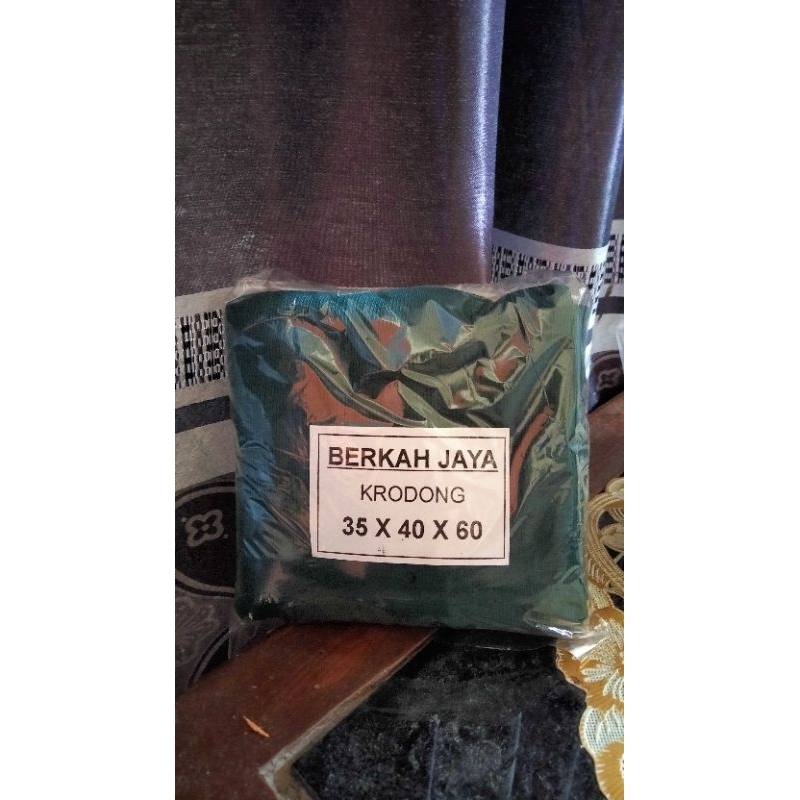 BERKAH JAYA
KRODONG
35 X 40 X 60